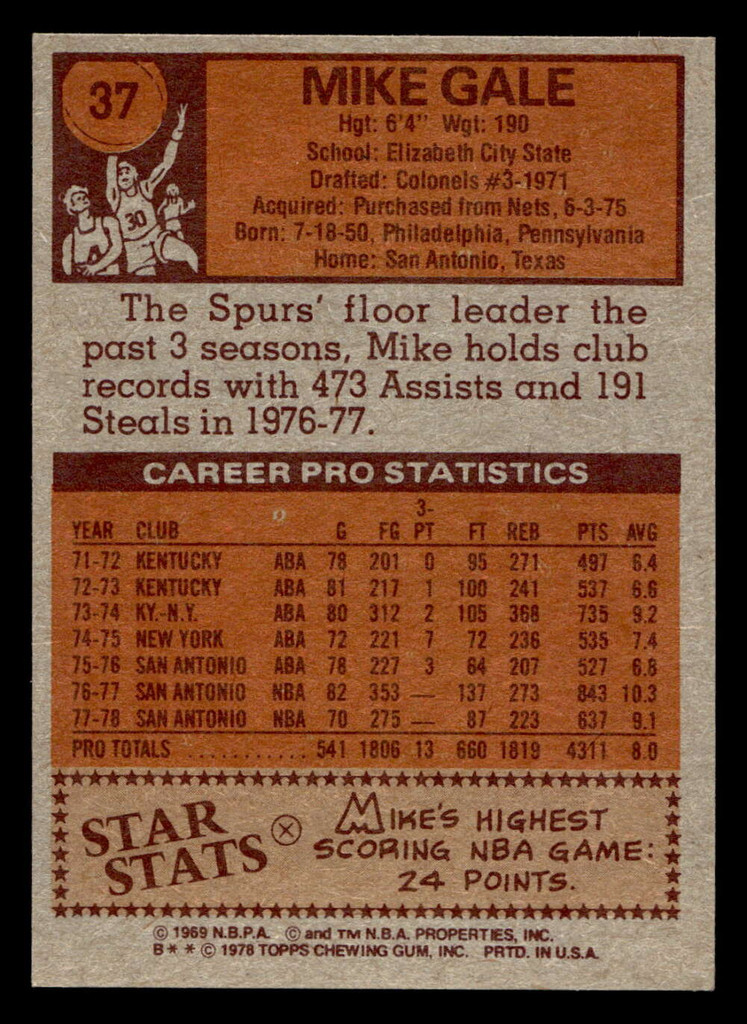 37
MIKE GALE
Hgt: 6'4" Wgt: 190
School: Elizabeth City State
Drafted: Colonels #3-1971
Acquired: Purchased from Nets, 6-3-75
Born: 7-18-50, Philadelphia, Pennsylvania
Home: San Antonio, Texas
30
4
The Spurs' floor leader the
past 3 seasons, Mike holds club
records with 473 Assists and 191
Steals in 1976-77.
CAREER PRO STATISTICS
YEAR CLUB G FG 3-PT FT REB PTS AVG
71-72 KENTUCKY ABA 78 201 0 95 271 497 6.4
72-73 KENTUCKY ABA 81 217 1 100 241 537 6.6
73-74 KY.-N.Y. ABA 80 312 2 105 368 735 9.2
74-75 NEW YORK ABA 72 221 7 72 236 535 7.4
75-76 SAN ANTONIO ABA 78 227 3 64 207 527 6.8
76-77 SAN ANTONIO NBA 82 353 — 137 273 843 10.3
77-78 SAN ANTONIO NBA 70 275 — 87 223 637 9.1
PRO TOTALS ........... 541 1806 13 660 1819 4311 8.0
STAR
STATS
MIKE'S HIGHEST
SCORING NBA GAME:
24 POINTS.
© 1969 N.B.P.A. © and TM N.B.A. PROPERTIES, INC.
B * * © 1978 TOPPS CHEWING GUM, INC. PRTD. IN U.S.A.